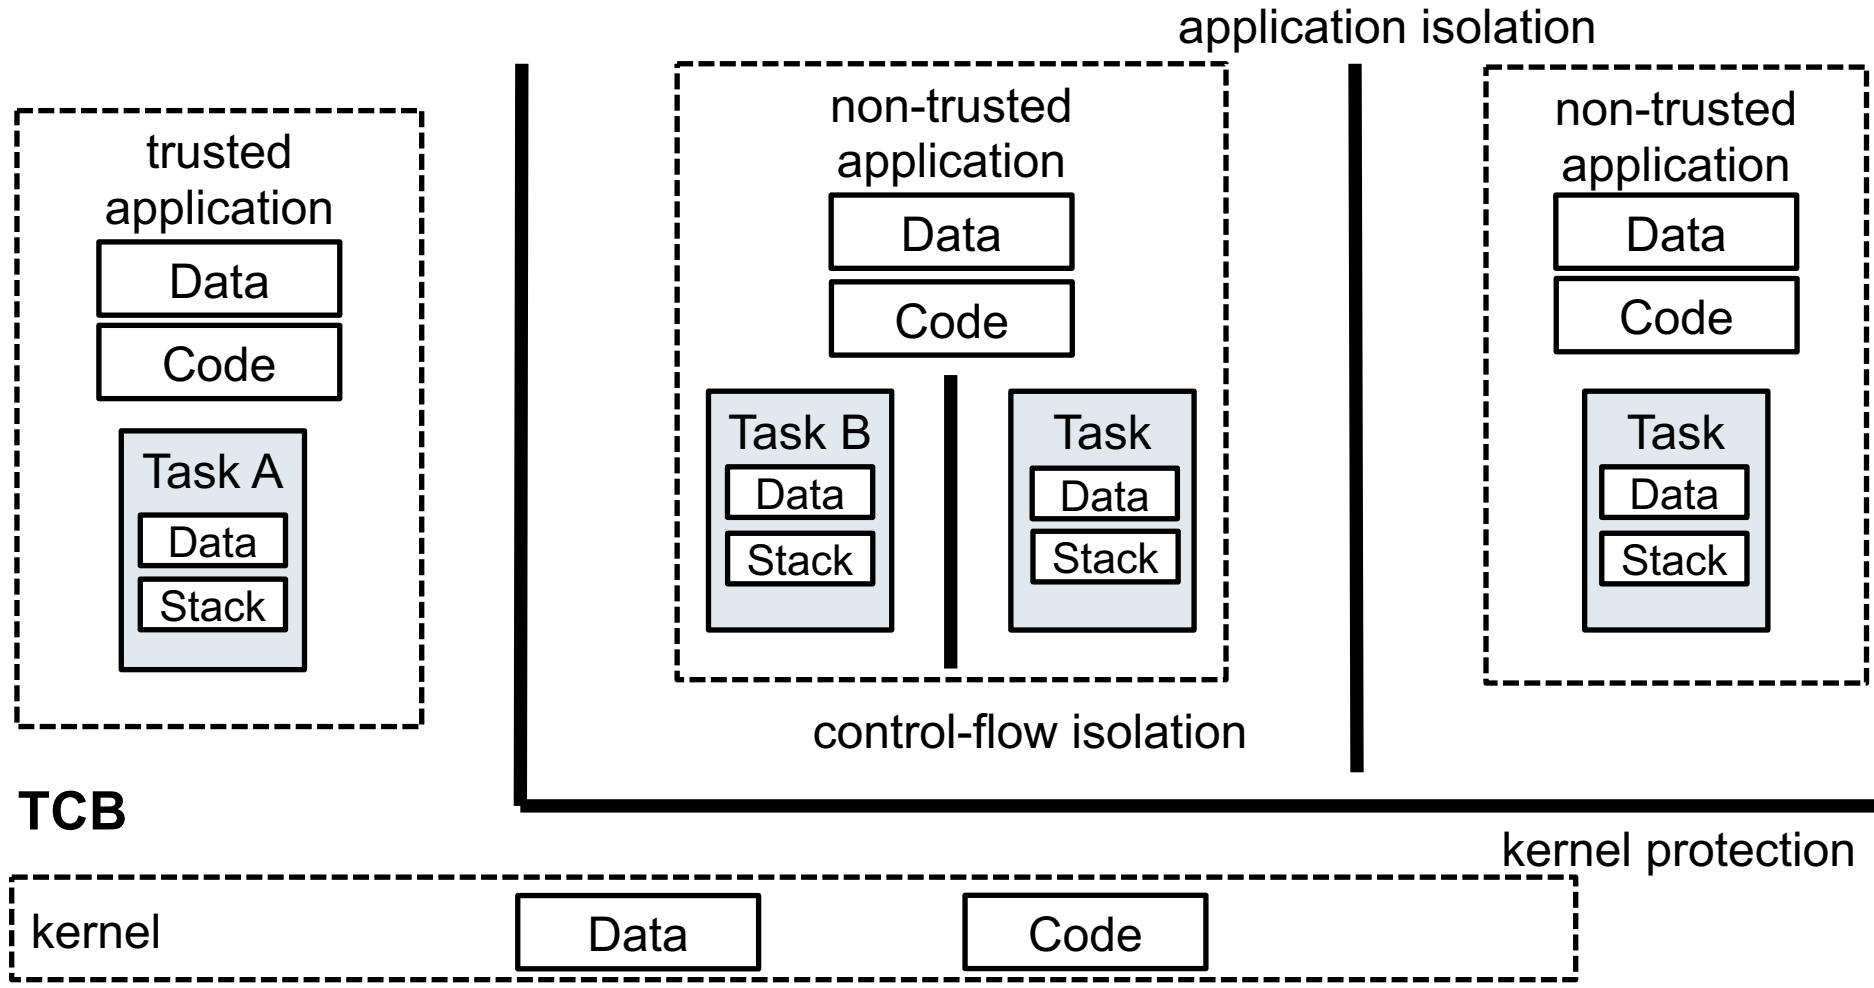 application isolation
trusted
application
Data
Code
Task A
Data
Stack
non-trusted
application
Data
Code
Task B
Data
Stack
Task
Data
Stack
control-flow isolation
non-trusted
application
Data
Code
Task
Data
Stack
TCB
kernel protection
kernel
Data
Code